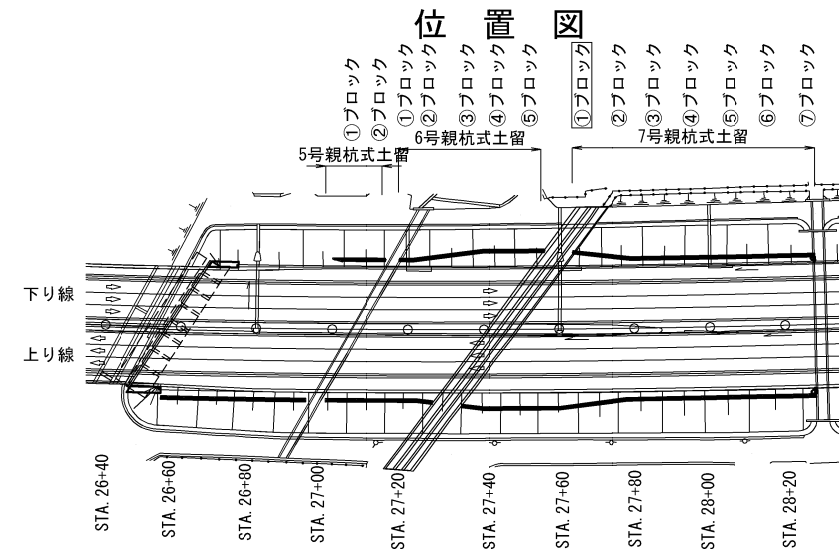 位置図
①ブロック
②ブロック
①ブロック
②ブロック
③ブロック
④ブロック
⑤ブロック
①ブロック
②ブロック
③ブロック
④ブロック
⑤ブロック
⑥ブロック
⑦ブロック
5号親杭式土留
6号親杭式土留
7号親杭式土留
下り線
上り線
STA. 26+40
STA. 26+60
STA. 26+80
STA. 27+00
STA. 27+20
STA. 27+40
STA. 27+60
STA. 27+80
STA. 28+00
STA. 28+20